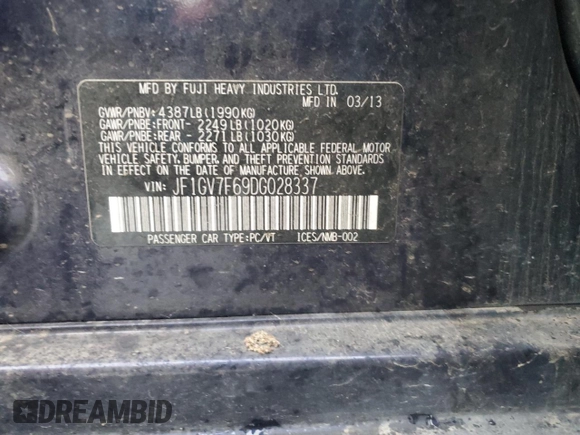 MFD BY FUJI HEAVY INDUSTRIES LTD.
MFD IN 03/13
GVWR/PNBV: 4387LB(1990KG)
GAWR/PNBE:FRONT- 2249LB(1020KG)
GAWR/PNBE:REAR - 2271LB(1030KG)
THIS VEHICLE CONFORMS TO ALL APPLICABLE FEDERAL MOTOR
VEHICLE SAFETY, BUMPER, AND THEFT PREVENTION STANDARDS
IN EFFECT ON THE DATE OF MANUFACTURE SHOWN ABOVE.
VIN: JF1GV7F69DG028337
PASSENGER CAR TYPE:PC/VT ICES/NMB-002
DREAMBID